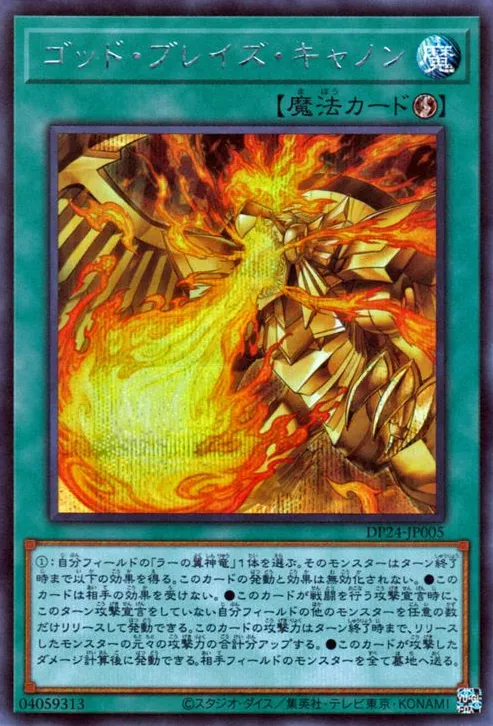 ゴッド・ブレイズ・キャノン 魔
【魔法カード】
DP24-JP005
①:自分フィールドの「ラーの翼神竜」1体を選ぶ。そのモンスターはターン終了
時まで以下の効果を得る。このカードの発動と効果は無効化されない。●この
カードは相手の効果を受けない。●このカードが戦闘を行う攻撃宣言時に、
このターン攻撃宣言をしていない自分フィールドの他のモンスターを任意の数
だけリリースして発動できる。このカードの攻撃力はターン終了時まで、リリース
したモンスターの元々の攻撃力の合計分アップする。●このカードが攻撃した
ダメージ計算後に発動できる。相手フィールドのモンスターを全て墓地へ送る。
04059313 ©スタジオ・ダイス/集英社・テレビ東京・KONAMI